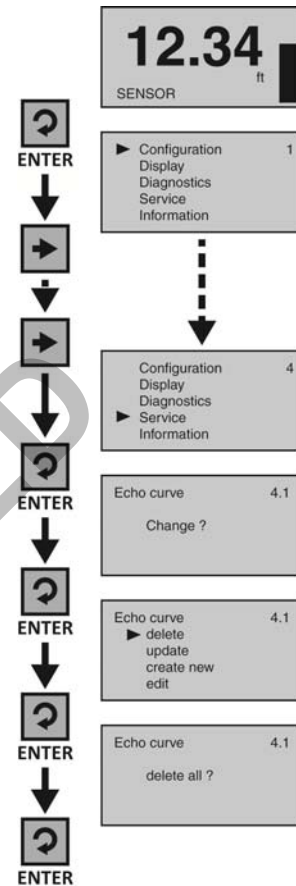 12.34
ft
SENSOR
ENTER
Configuration 1
Display
Diagnostics
Service
Information
Configuration 4
Display
Diagnostics
Service
Information
ENTER
Echo curve 4.1
Change ?
ENTER
Echo curve 4.1
delete
update
create new
edit
ENTER
Echo curve 4.1
delete all ?
ENTER